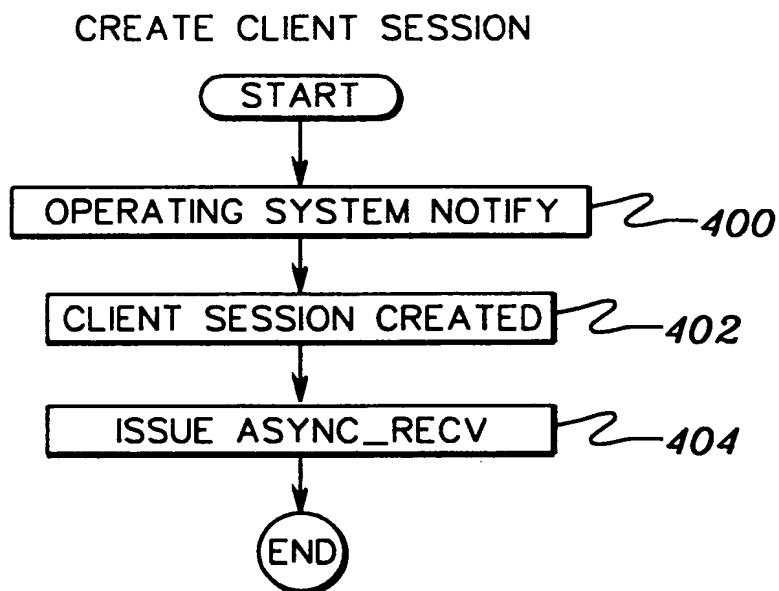 CREATE CLIENT SESSION
START
OPERATING SYSTEM NOTIFY
400
CLIENT SESSION CREATED
402
ISSUE ASYNC_RECV
404
END